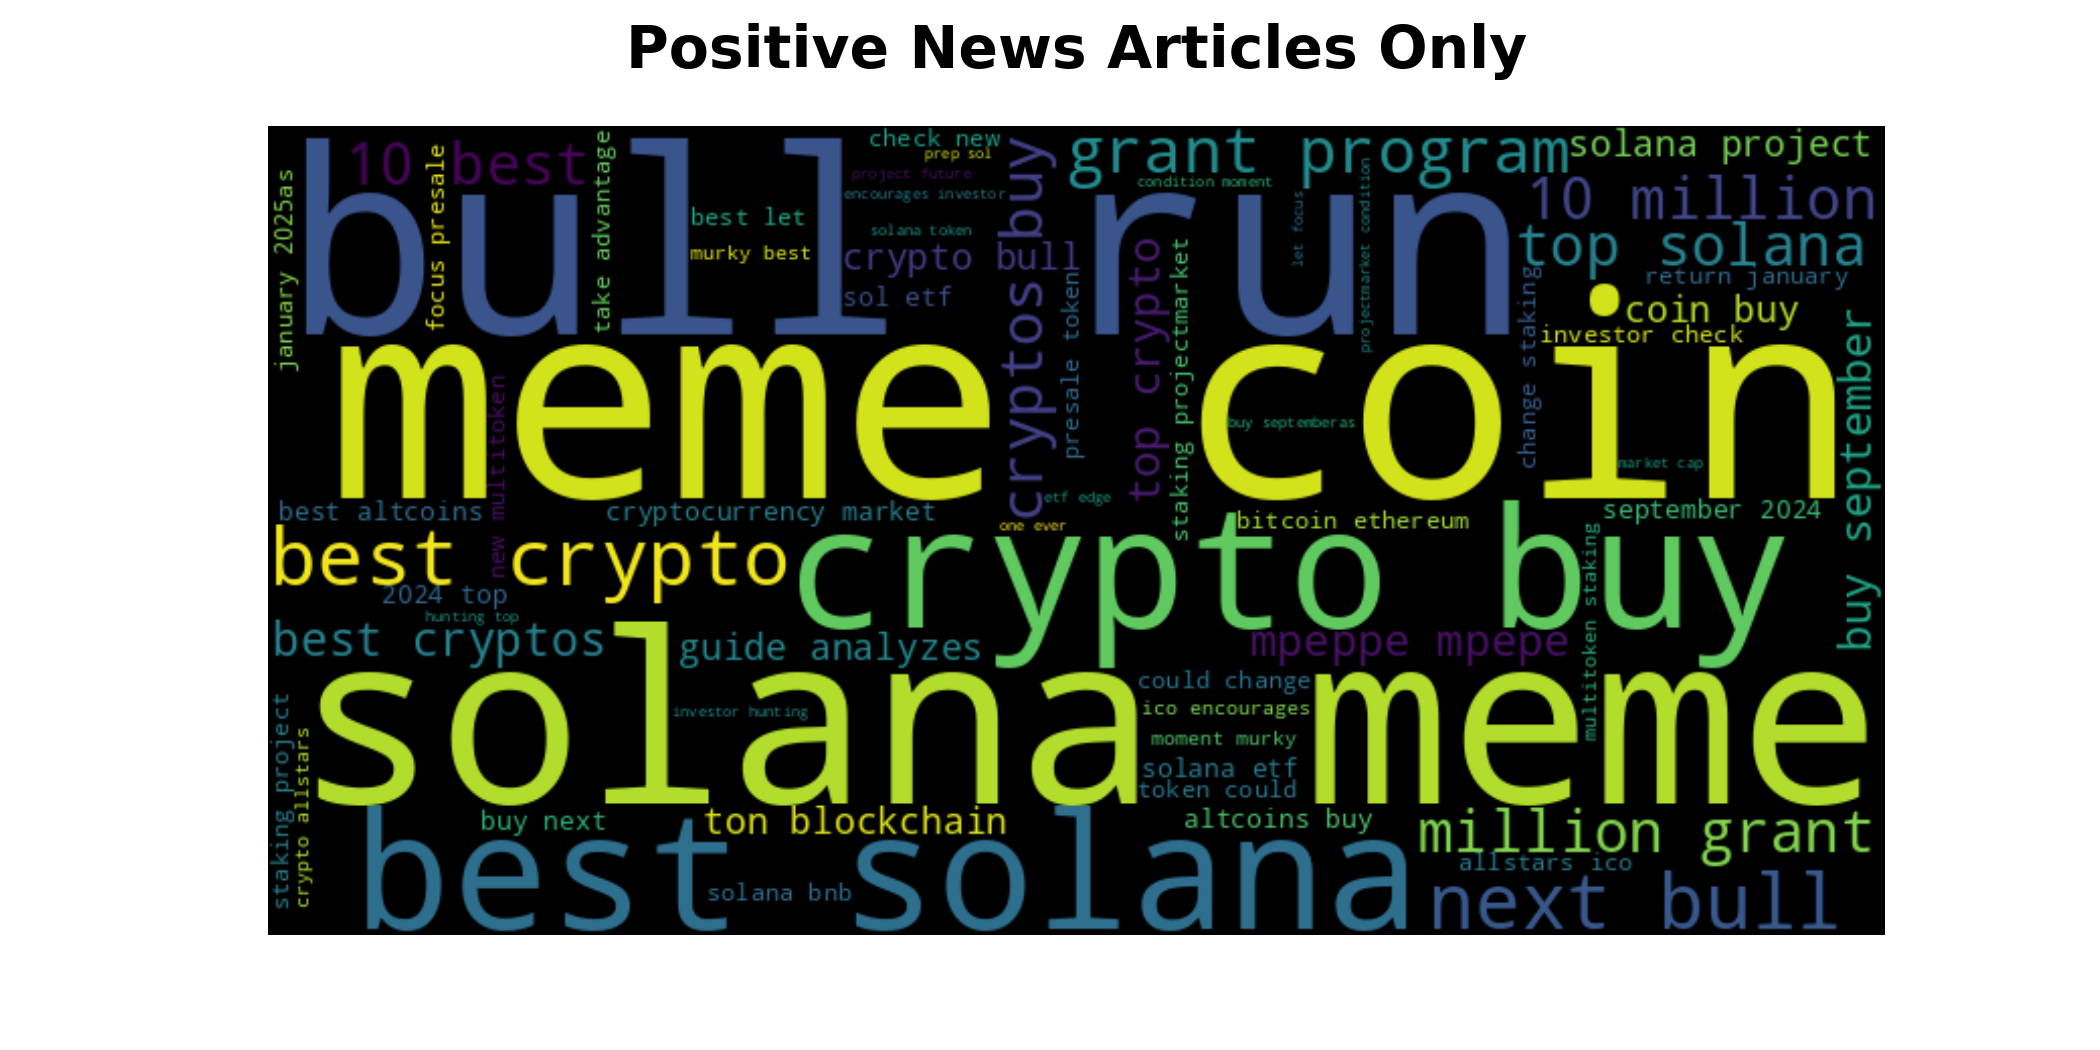 Positive News Articles Only
bull run
meme coin
solana meme
crypto buy
best solana
best crypto
grant program
10 best
check new
prep sol
project future
encourages investor
solana token
best let
murky best
crypto bull
sol etf
january 2025as
focus presale
take advantage
cryptos buy
presale token
top crypto
staking projectmarket
condition moment
let focus
projectmarket condition
solana project
10 million
top solana
return january
coin buy
investor check
change staking
buy september
buy septemberas
market cap
etf edge
one ever
bitcoin ethereum
september 2024
new multitoken
best altcoins
cryptocurrency market
2024 top
hunting top
best cryptos
guide analyzes
mpeppe mpepe
multitoken staking
investor hunting
could change
ico encourages
moment murky
solana etf
token could
staking project
crypto allstars
buy next
ton blockchain
altcoins buy
million grant
allstars ico
solana bnb
next bull